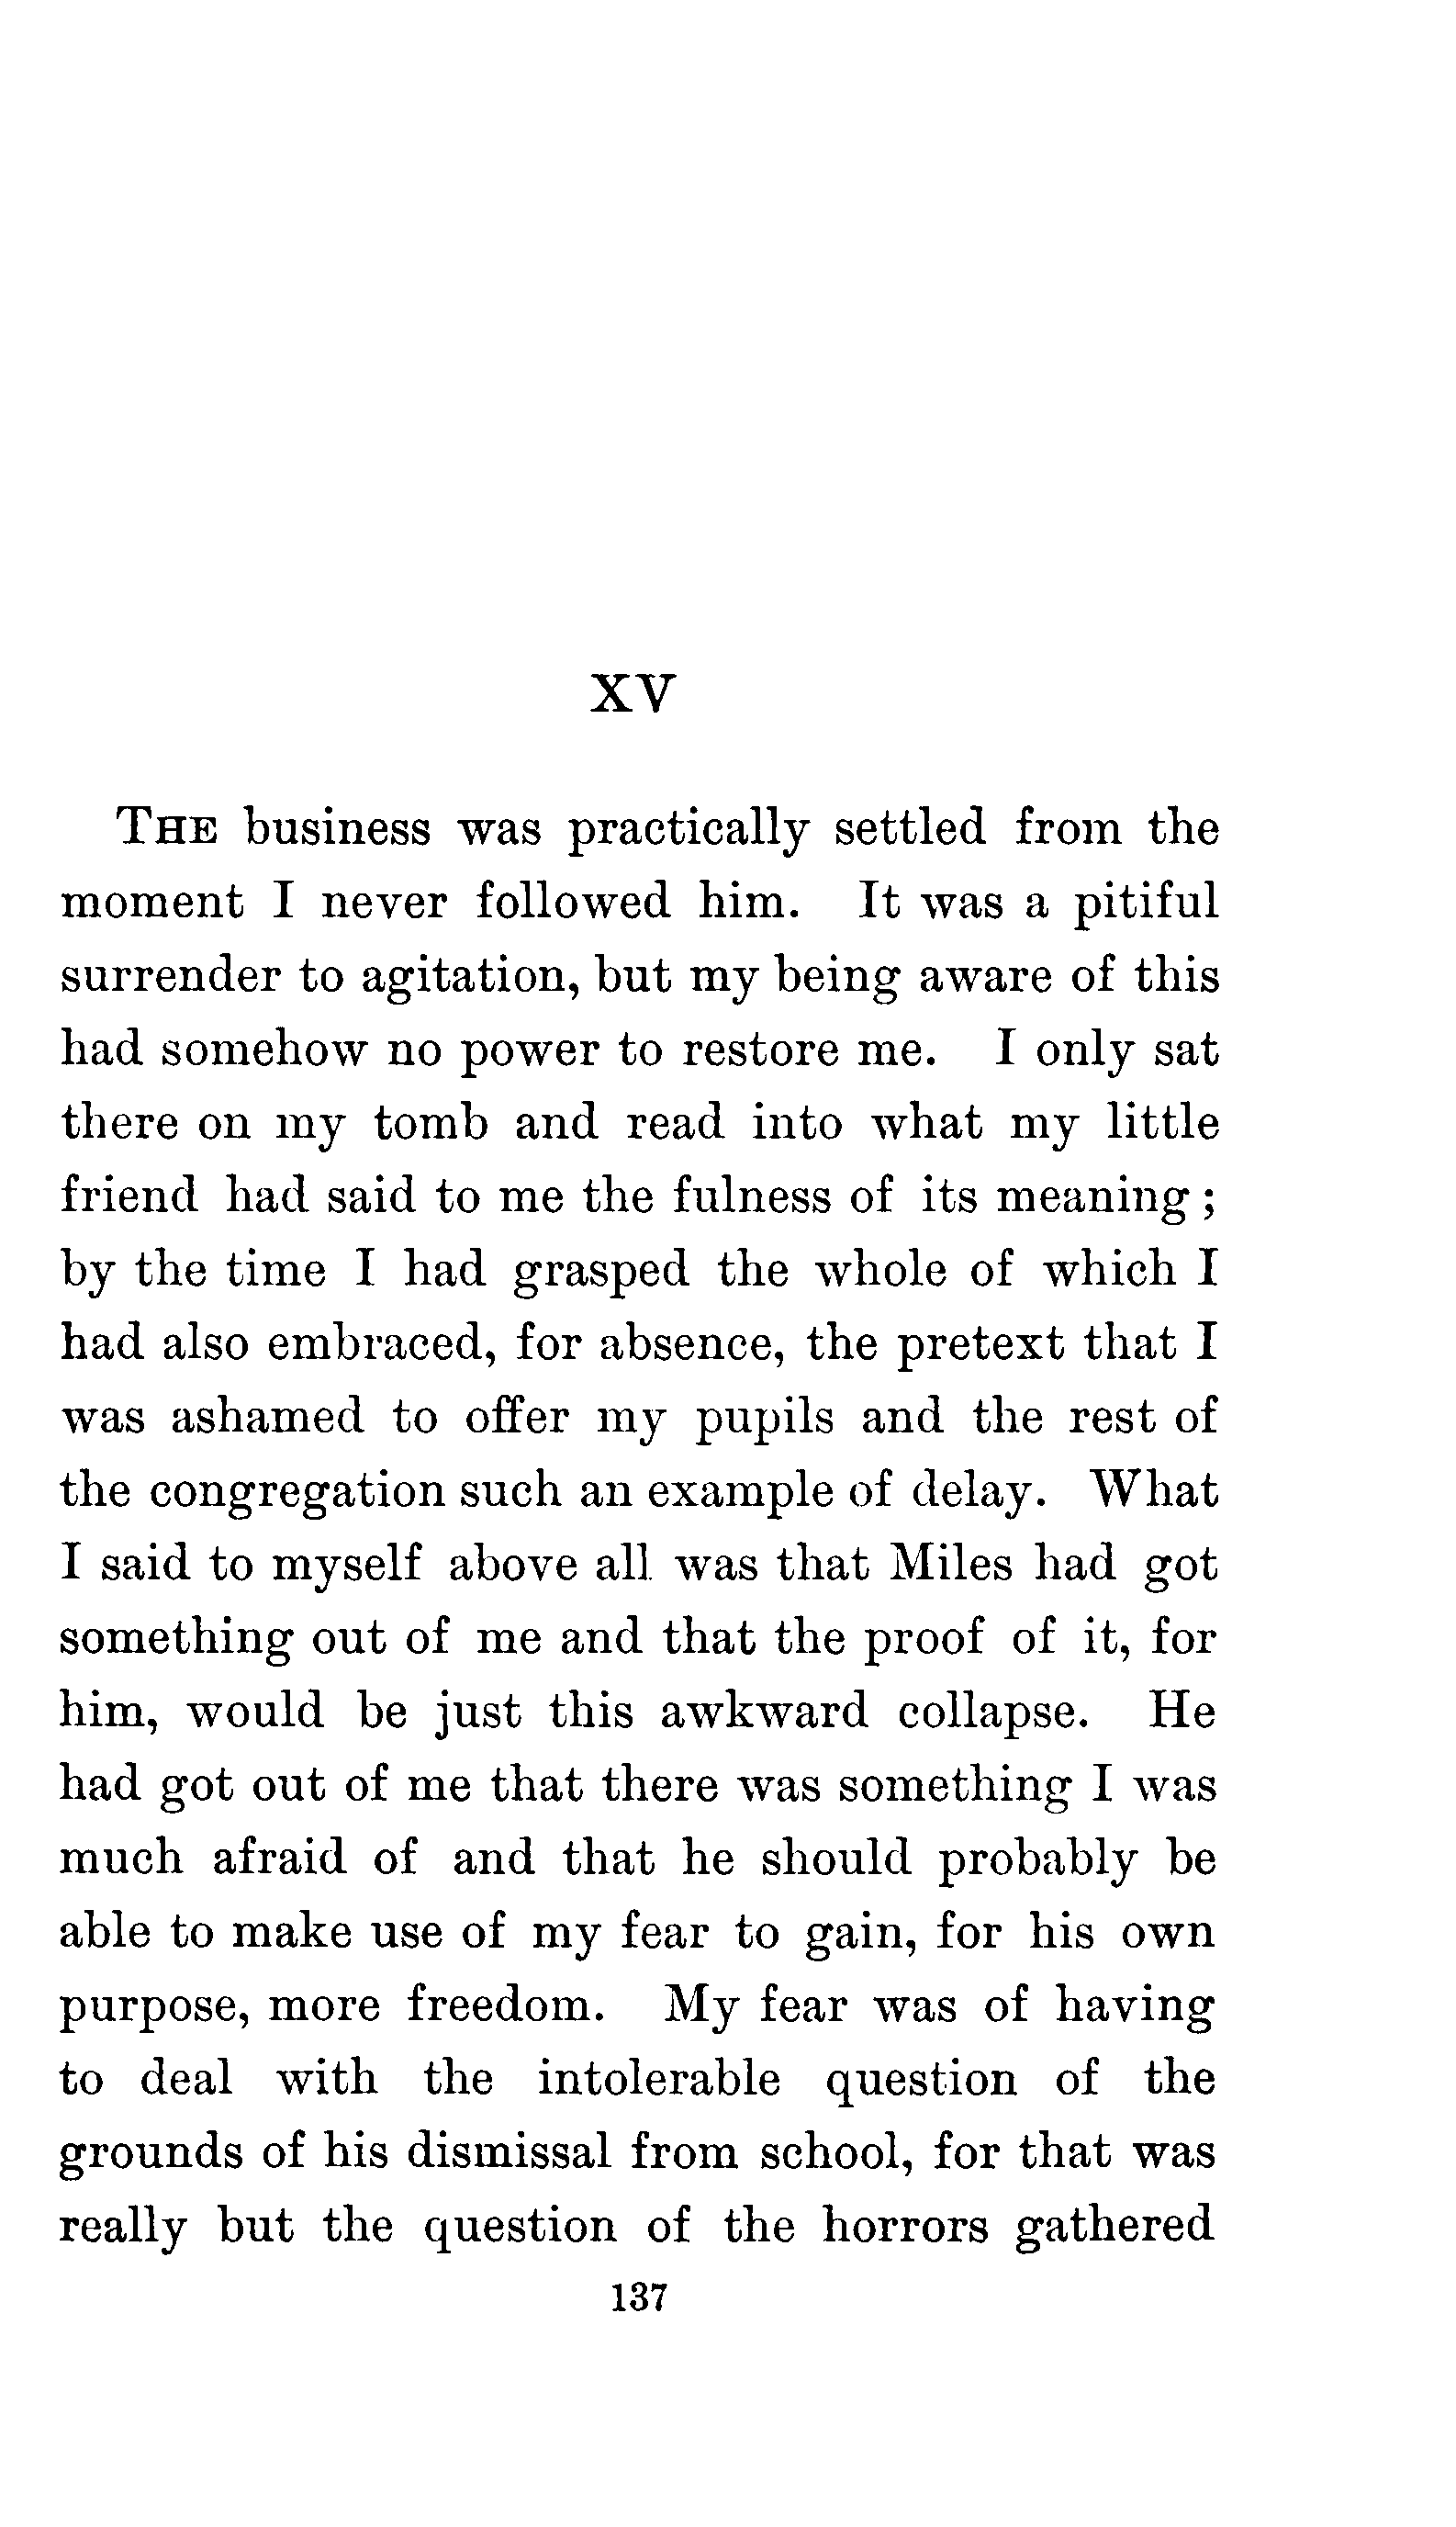 XV
THE business was practically settled from the
moment I never followed him. It was a pitiful
surrender to agitation, but my being aware of this
had somehow no power to restore me. I only sat
there on my tomb and read into what my little
friend had said to me the fulness of its meaning ;
by the time I had grasped the whole of which I
had also embraced, for absence, the pretext that I
was ashamed to offer my pupils and the rest of
the congregation such an example of delay. What
I said to myself above all was that Miles had got
something out of me and that the proof of it, for
him, would be just this awkward collapse. He
had got out of me that there was something I was
much afraid of and that he should probably be
able to make use of my fear to gain, for his own
purpose, more freedom. My fear was of having
to deal with the intolerable question of the
grounds of his dismissal from school, for that was
really but the question of the horrors gathered
137